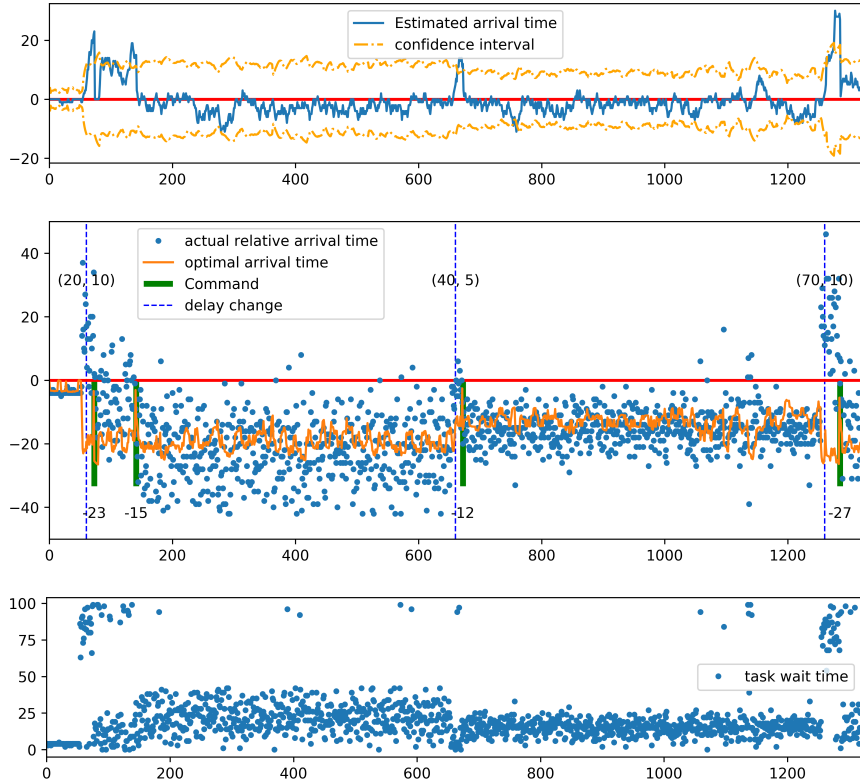 Estimated arrival time
confidence interval
20
0
−20
0 200 400 600 800 1000 1200
actual relative arrival time
optimal arrival time
Command
delay change
(20, 10) (40, 5) (70, 10)
40
20
0
−20
−40
-23 -15 -12 -27
0 200 400 600 800 1000 1200
100
75
50
25
0
task wait time
0 200 400 600 800 1000 1200